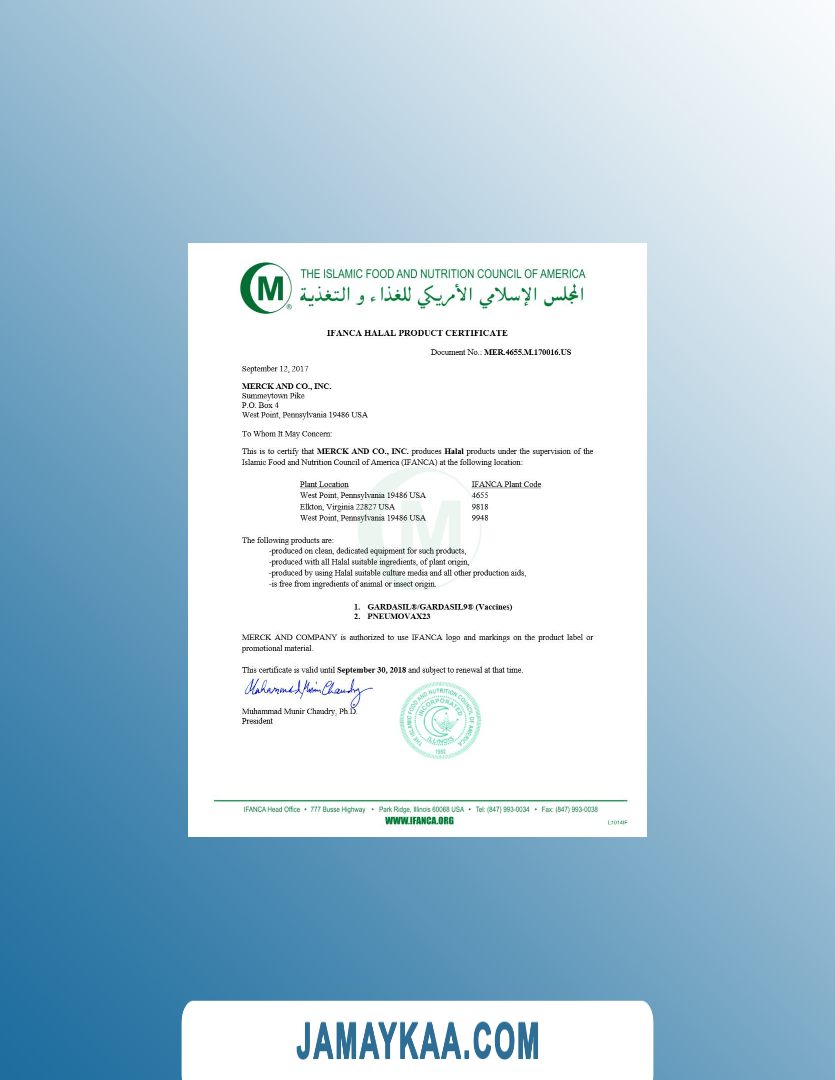 M
®
THE ISLAMIC FOOD AND NUTRITION COUNCIL OF AMERICA
المجلس الإسلامي الأمريكي للغذاء و التغذية
IFANCA HALAL PRODUCT CERTIFICATE
Document No.: MER.4655.M.170016.US
September 12, 2017
MERCK AND CO., INC.
Sumneytown Pike
P.O. Box 4
West Point, Pennsylvania 19486 USA
To Whom It May Concern:
This is to certify that MERCK AND CO., INC. produces Halal products under the supervision of the
Islamic Food and Nutrition Council of America (IFANCA) at the following location:
Plant Location IFANCA Plant Code
West Point, Pennsylvania 19486 USA 4655
Elkton, Virginia 22827 USA 9818
West Point, Pennsylvania 19486 USA 9948
M
The following products are:
-produced on clean, dedicated equipment for such products,
-produced with all Halal suitable ingredients, of plant origin,
-produced by using Halal suitable culture media and all other production aids,
-is free from ingredients of animal or insect origin.
1. GARDASIL®/GARDASIL9® (Vaccines)
2. PNEUMOVAX23
MERCK AND COMPANY is authorized to use IFANCA logo and markings on the product label or
promotional material.
This certificate is valid until September 30, 2018 and subject to renewal at that time.
Muhammad Munir Chaudry
Muhammad Munir Chaudry, Ph.D.
President
THE ISLAMIC FOOD AND NUTRITION COUNCIL OF AMERICA
INCORPORATED
ILLINOIS
1982
IFANCA Head Office • 777 Busse Highway • Park Ridge, Illinois 60068 USA • Tel: (847) 993-0034 • Fax: (847) 993-0038
WWW.IFANCA.ORG
L1014IF
JAMAYKAA.COM